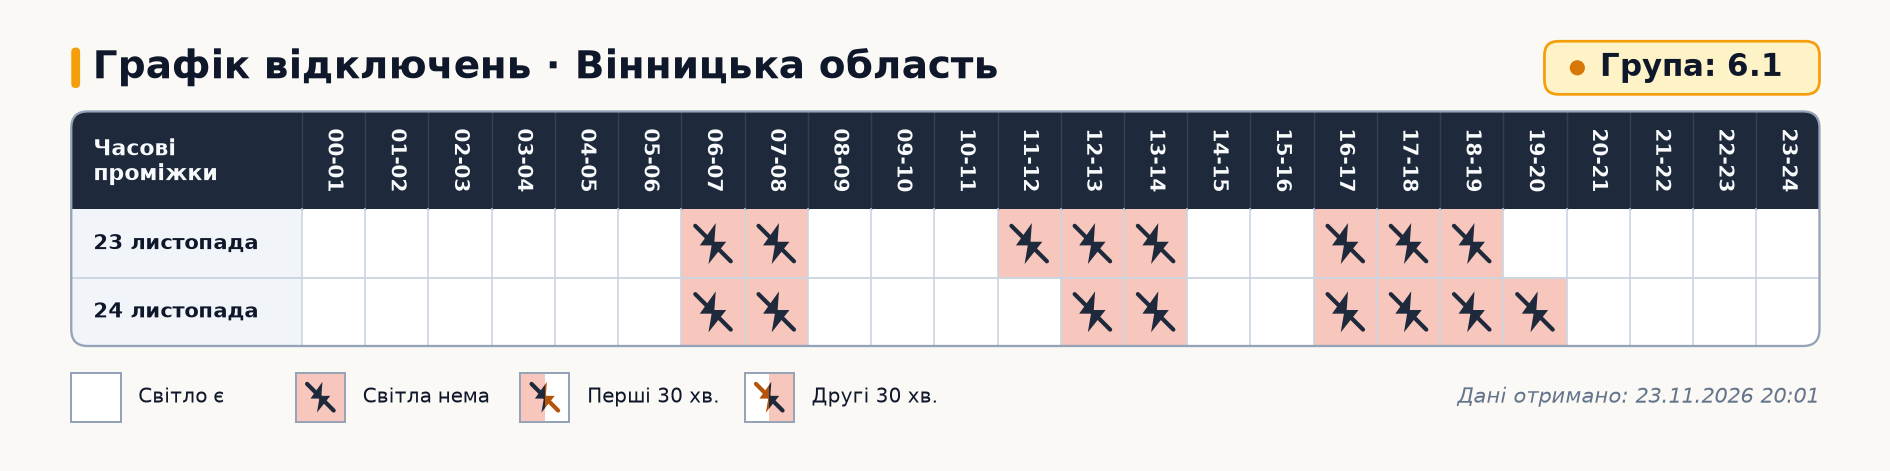 Графік відключень · Вінницька область
Група: 6.1
Часові
проміжки
00-01
01-02
02-03
03-04
04-05
05-06
06-07
07-08
08-09
09-10
10-11
11-12
12-13
13-14
14-15
15-16
16-17
17-18
18-19
19-20
20-21
21-22
22-23
23-24
23 листопада
24 листопада
Світло є
Світла нема
Перші 30 хв.
Другі 30 хв.
Дані отримано: 23.11.2026 20:01